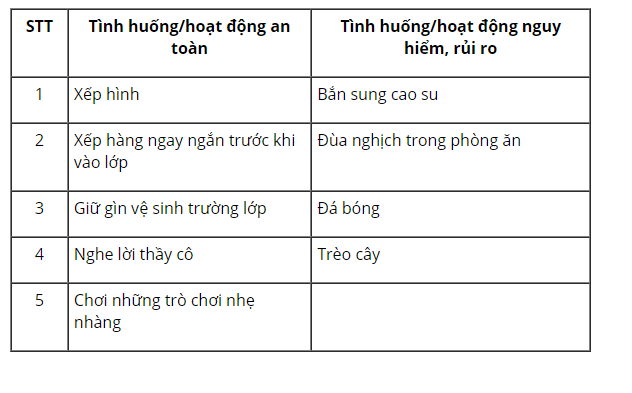 STT Tình huống/hoạt động an toàn Tình huống/hoạt động nguy hiểm, rủi ro
1 Xếp hình Bắn sung cao su
2 Xếp hàng ngay ngắn trước khi vào lớp Đùa nghịch trong phòng ăn
3 Giữ gìn vệ sinh trường lớp Đá bóng
4 Nghe lời thầy cô Trèo cây
5 Chơi những trò chơi nhẹ nhàng